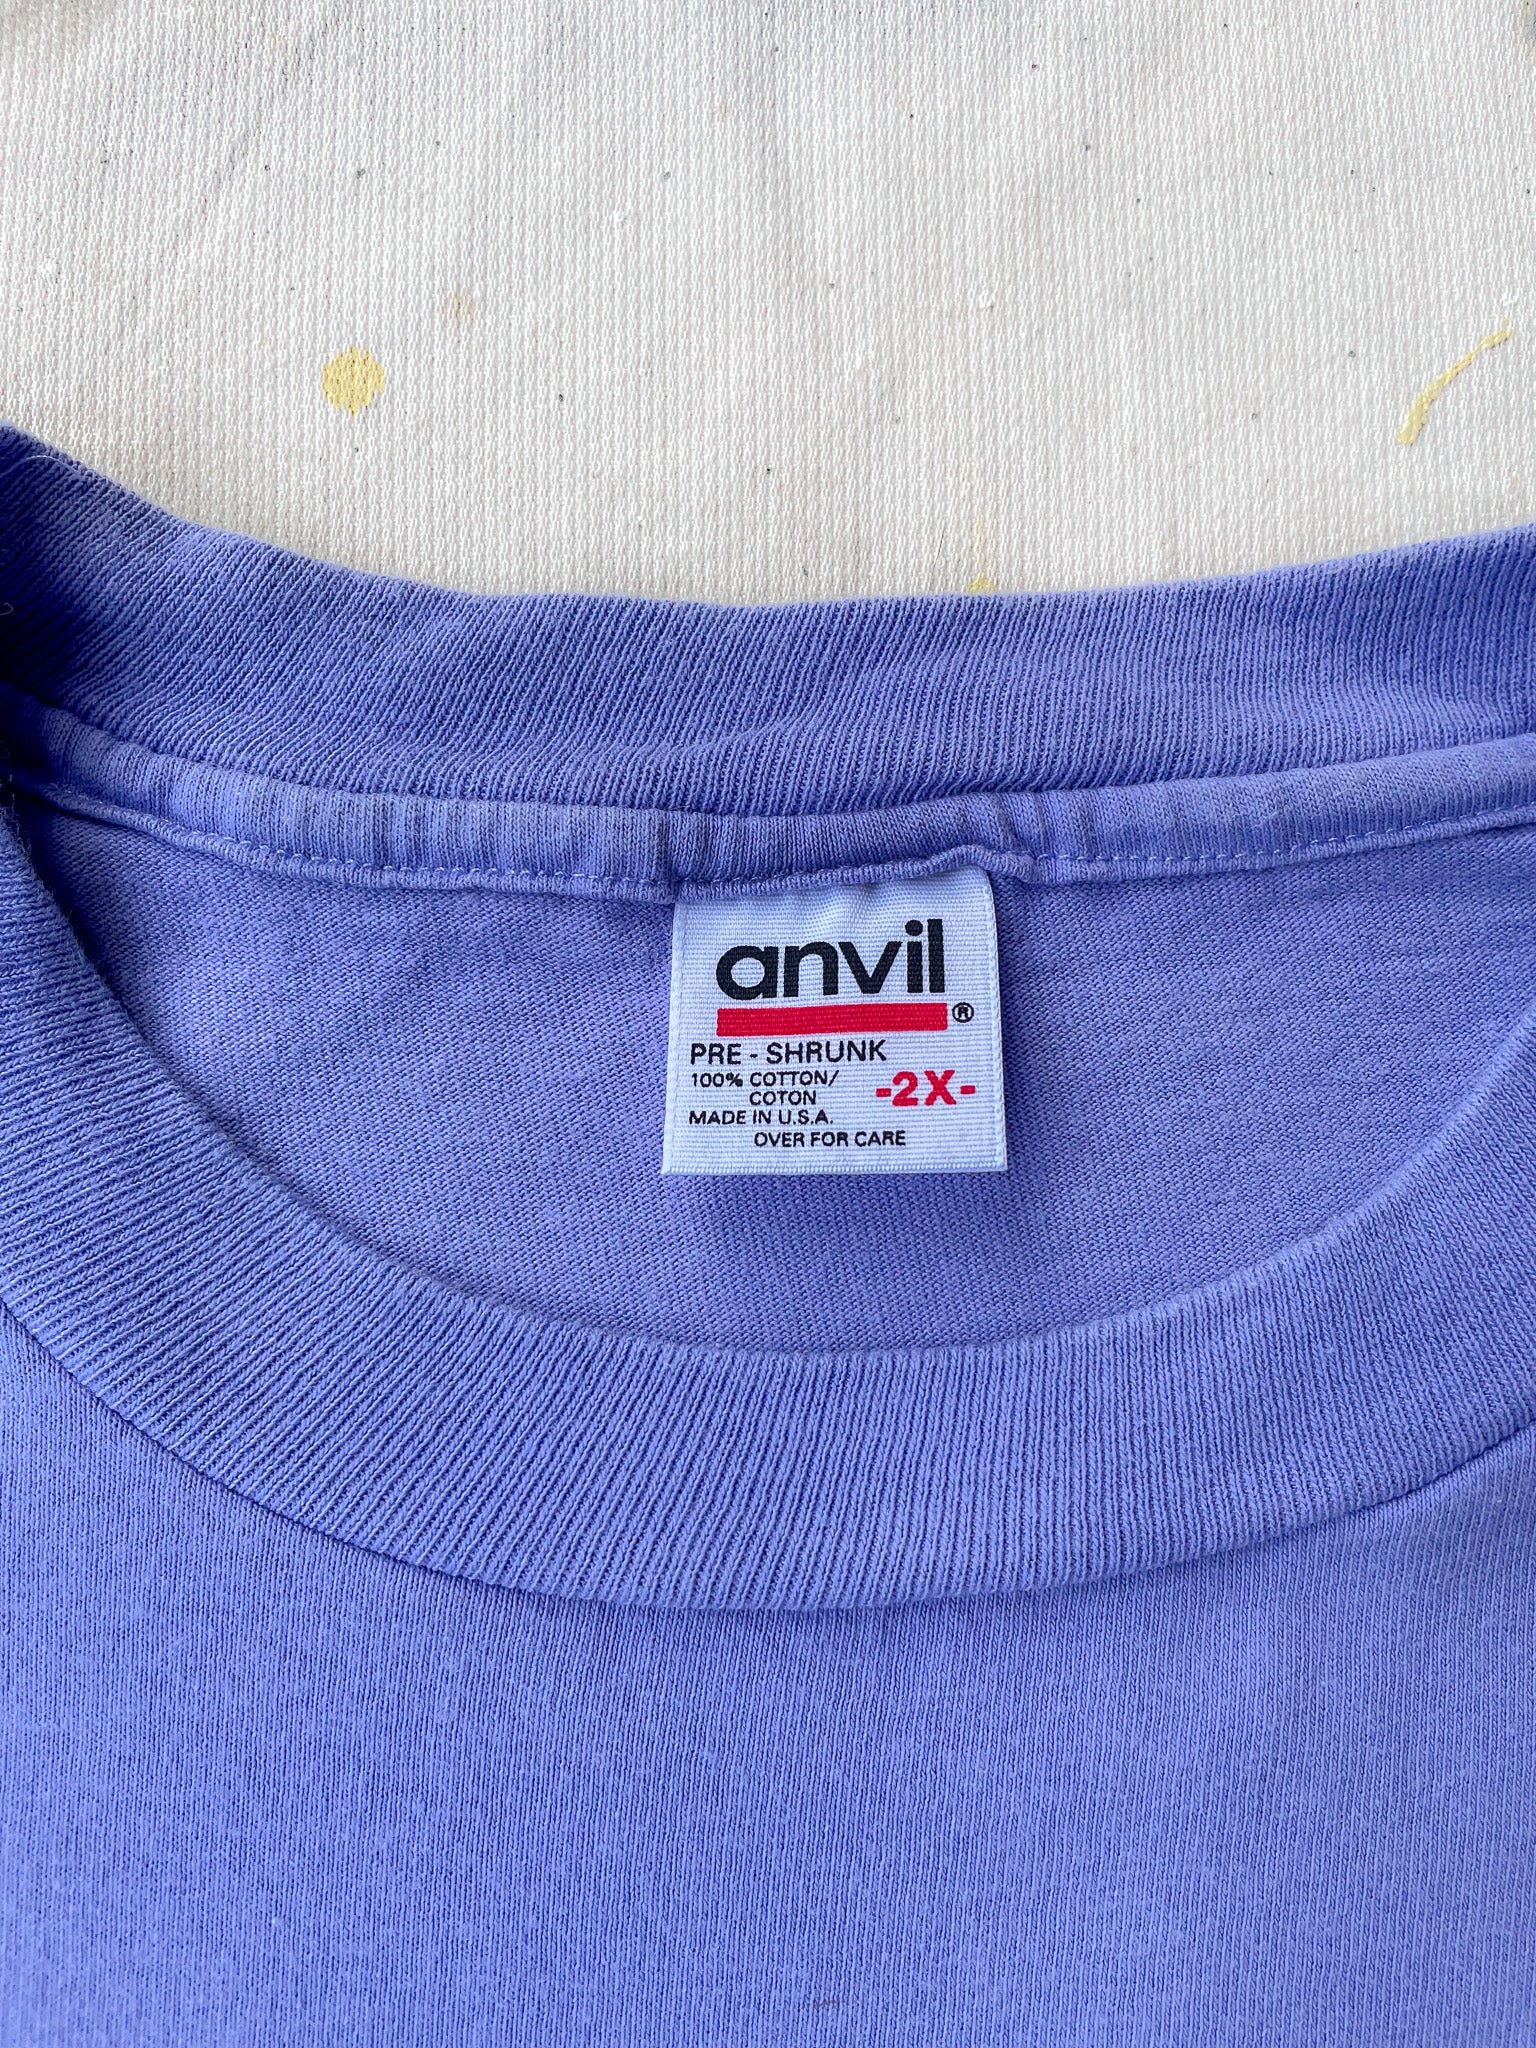 anvil
®
PRE - SHRUNK
100% COTTON/
COTON
-2X-
MADE IN U.S.A.
OVER FOR CARE